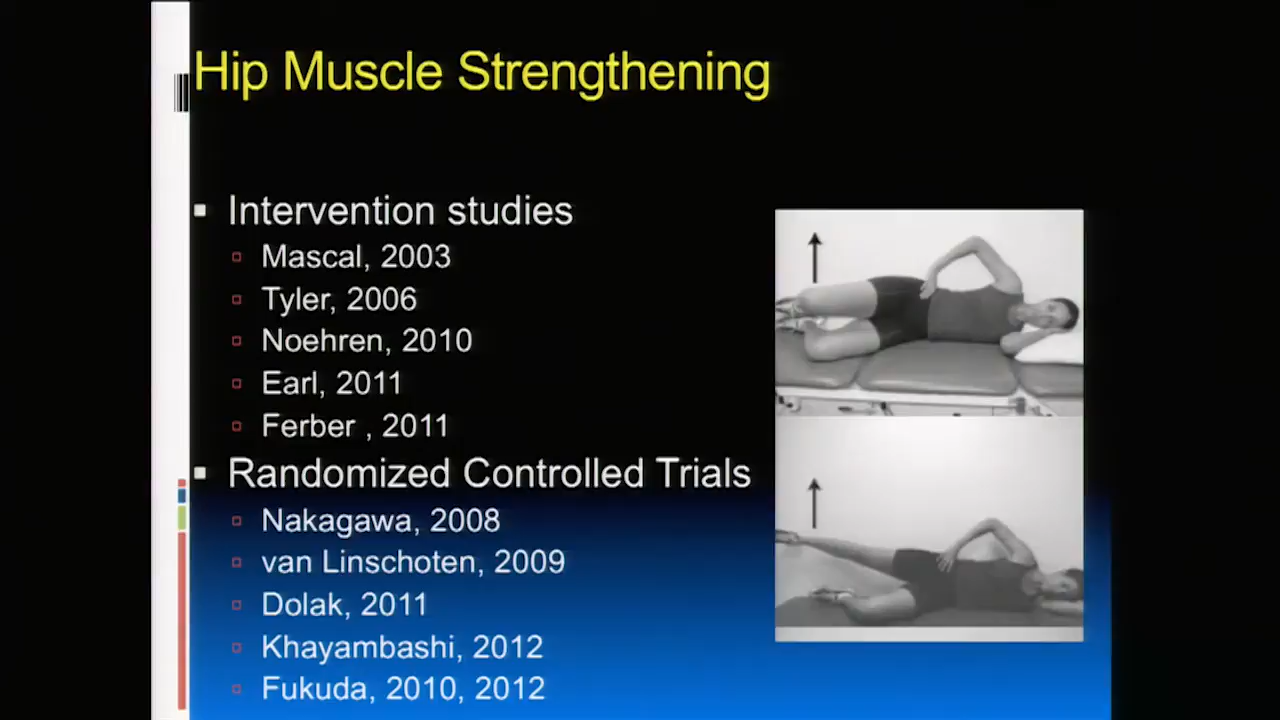 Hip Muscle Strengthening
Intervention studies
Mascal, 2003
Tyler, 2006
Noehren, 2010
Earl, 2011
Ferber , 2011
Randomized Controlled Trials
Nakagawa, 2008
van Linschoten, 2009
Dolak, 2011
Khayambashi, 2012
Fukuda, 2010, 2012